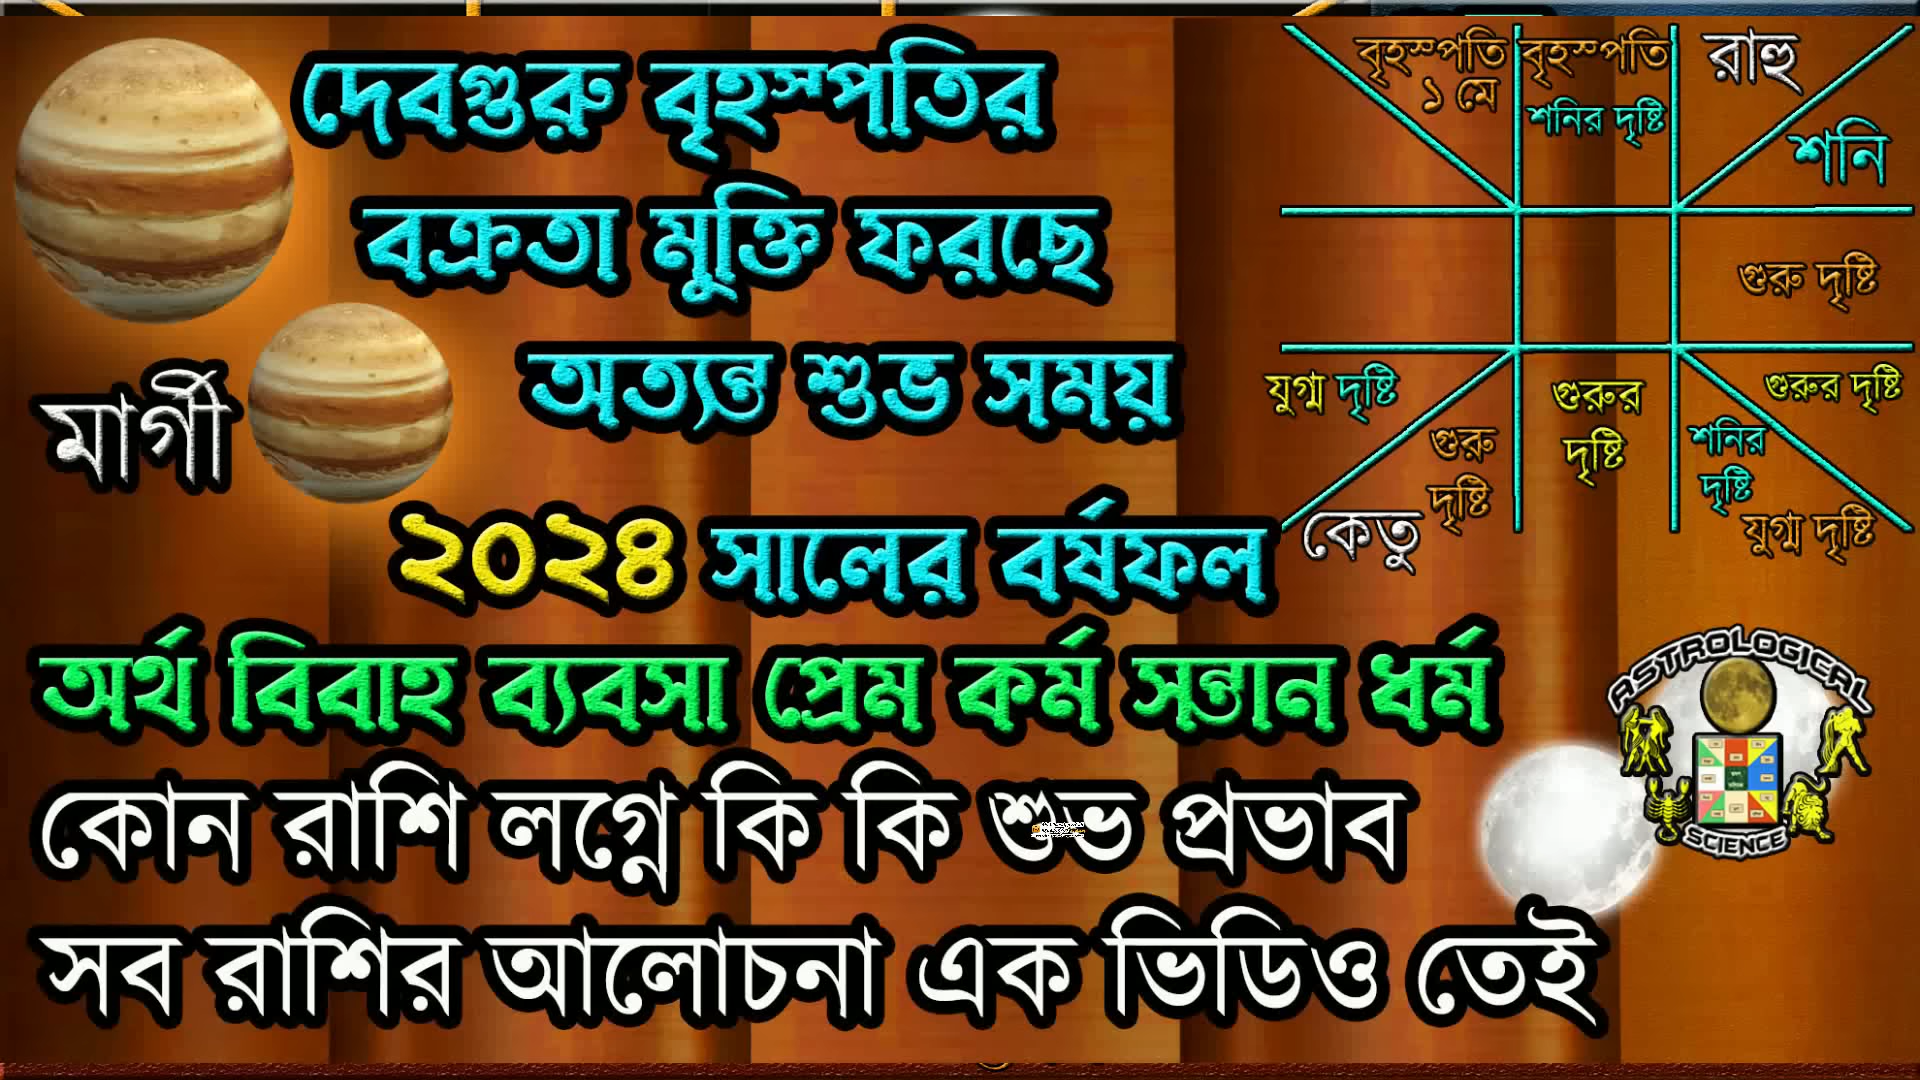 দেবগুরু বৃহস্পতির
বক্রতা মুক্তি ফরছে
অত্যন্ত শুভ সময়
মার্গী
২০২৪ সালের বর্ষফল
অর্থ বিবাহ ব্যবসা প্রেম কর্ম সন্তান ধর্ম
কোন রাশি লগ্নে কি কি শুভ প্রভাব
সব রাশির আলোচনা এক ভিডিও তেই
বৃহস্পতি
১ মে
বৃহস্পতি
শনির দৃষ্টি
রাহু
শনি
গুরু দৃষ্টি
যুগ্ম দৃষ্টি
গুরু
দৃষ্টি
কেতু
গুরুর
দৃষ্টি
গুরুর দৃষ্টি
শনির
দৃষ্টি
যুগ্ম দৃষ্টি
ASTROLOGICAL
SCIENCE